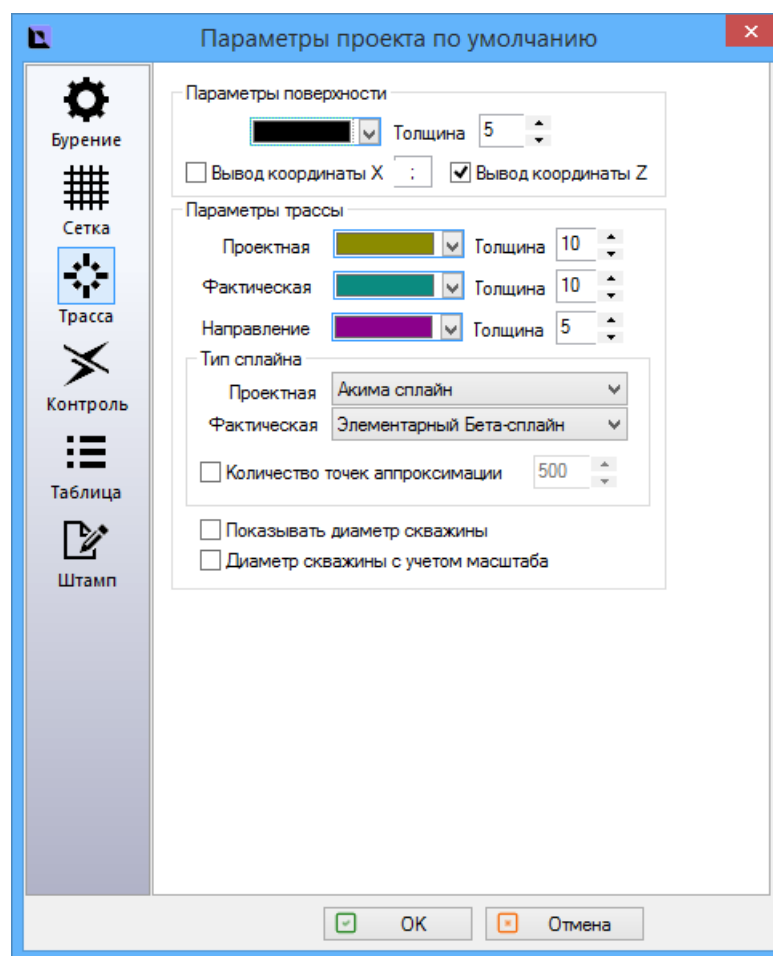 Параметры проекта по умолчанию
Бурение
Сетка
Трасса
Контроль
Таблица
Штамп
Параметры поверхности
Толщина 5
Вывод координаты X ; Вывод координаты Z
Параметры трассы
Проектная Толщина 10
Фактическая Толщина 10
Направление Толщина 5
Тип сплайна
Проектная Акима сплайн
Фактическая Элементарный Бета-сплайн
Количество точек аппроксимации 500
Показывать диаметр скважины
Диаметр скважины с учетом масштаба
OK Отмена